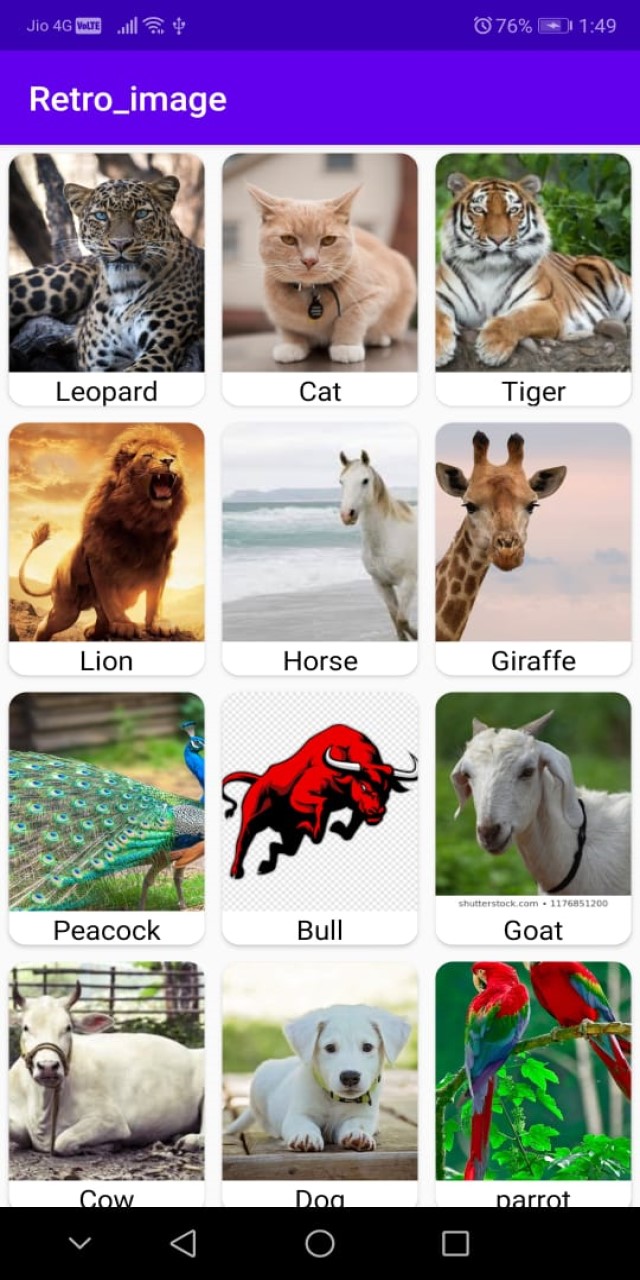 Jio 4G VoLTE 76% 1:49
Retro_image
Leopard Cat Tiger
Lion Horse Giraffe
shutterstock.com • 1176851200
Peacock Bull Goat
Cow Dog parrot